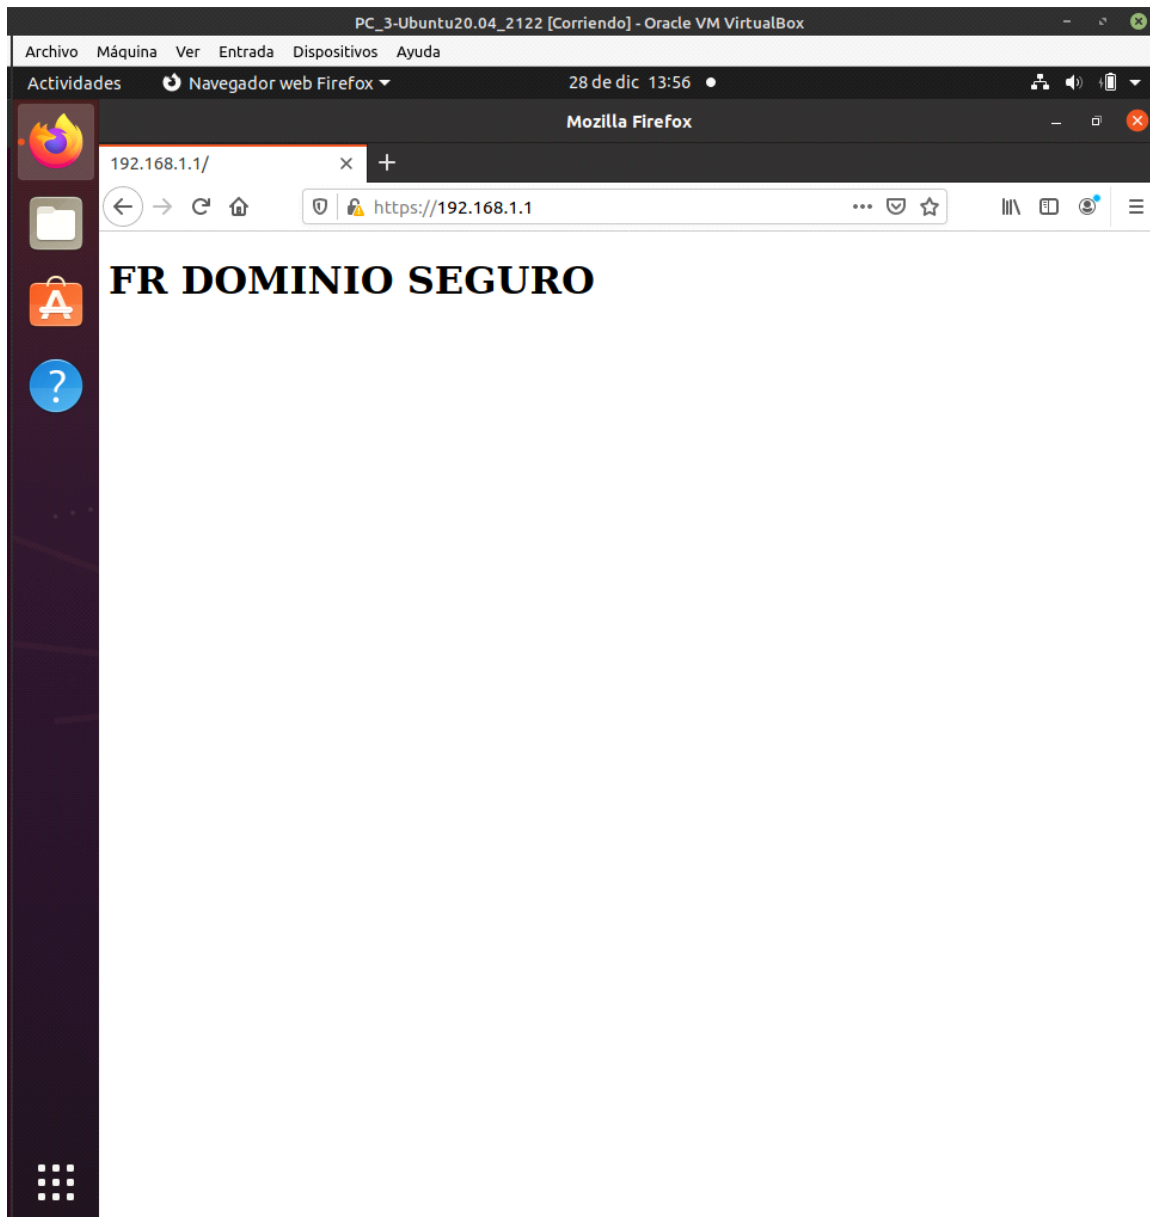 PC_3-Ubuntu20.04_2122 [Corriendo] - Oracle VM VirtualBox
Archivo Máquina Ver Entrada Dispositivos Ayuda
Actividades Navegador web Firefox 28 de dic 13:56
Mozilla Firefox
192.168.1.1/
https://192.168.1.1
FR DOMINIO SEGURO